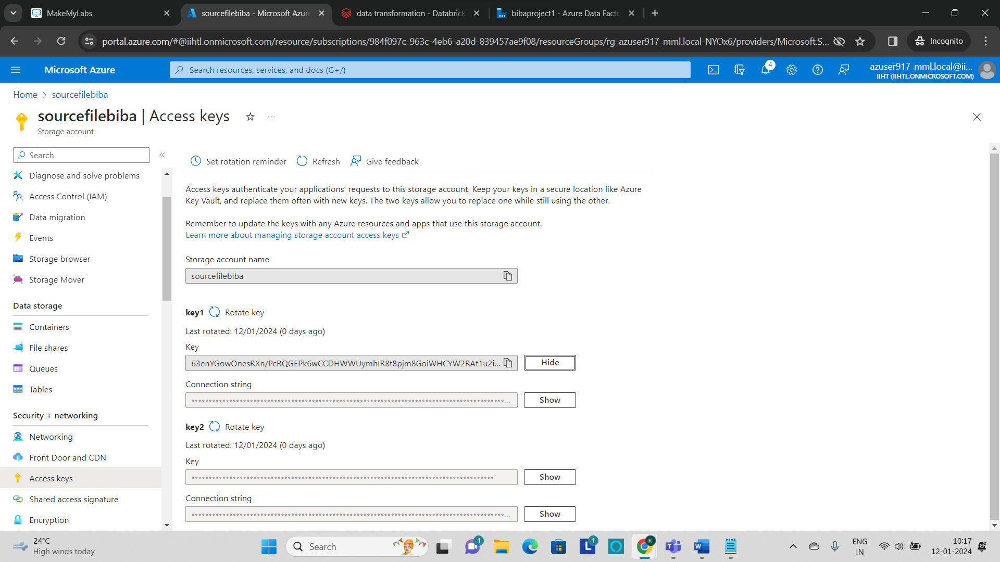 MakeMyLabs
sourcefilebiba - Microsoft Azure
data transformation - Databrick
bibaproject1 - Azure Data Facto
portal.azure.com/#@iihtl.onmicrosoft.com/resource/subscriptions/984f097c-963c-4eb6-a20d-839457ae9f08/resourceGroups/rg-azuser917_mml.local-NYOx6/providers/Microsoft.S...
Incognito
Microsoft Azure
Search resources, services, and docs (G+/)
4
azuser917_mml.local@ii...
IIHT (IIHTL.ONMICROSOFT.COM)
Home > sourcefilebiba
sourcefilebiba | Access keys
Storage account
Search
Diagnose and solve problems
Access Control (IAM)
Data migration
Events
Storage browser
Storage Mover
Data storage
Containers
File shares
Queues
Tables
Security + networking
Networking
Front Door and CDN
Access keys
Shared access signature
Encryption
Set rotation reminder
Refresh
Give feedback
Access keys authenticate your applications' requests to this storage account. Keep your keys in a secure location like Azure
Key Vault, and replace them often with new keys. The two keys allow you to replace one while still using the other.
Remember to update the keys with any Azure resources and apps that use this storage account.
Learn more about managing storage account access keys
Storage account name
sourcefilebiba
key1 Rotate key
Last rotated: 12/01/2024 (0 days ago)
Key
63enYGowOnesRXn/PcRQGEPk6wCCDHWWUymhIR8t8pjm8GoiWHCYW2RAt1u2i...
Hide
Connection string
Show
key2 Rotate key
Last rotated: 12/01/2024 (0 days ago)
Key
Show
Connection string
Show
24°C
High winds today
Search
1
L
1
K
ENG
IN
10:17
12-01-2024